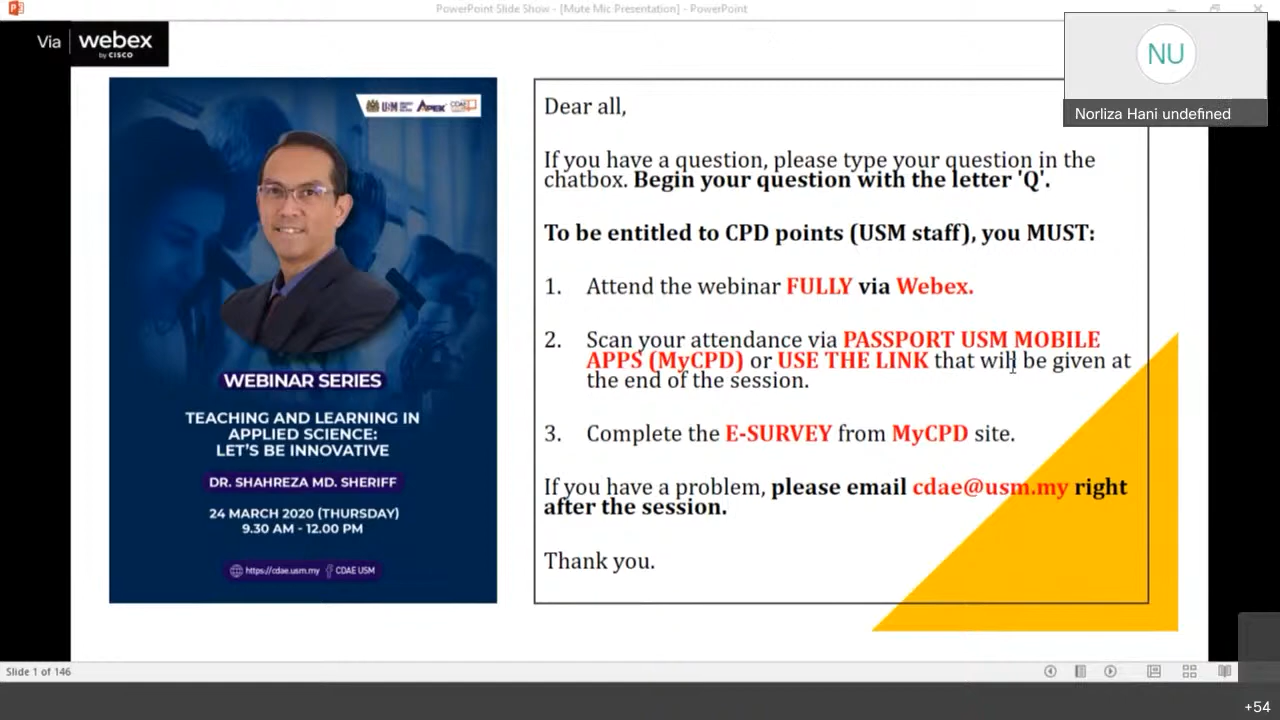 PowerPoint Slide Show - [Mute Mic Presentation] - PowerPoint
Via webex
by CISCO
NU
Norliza Hani undefined
USM APEX CDAE
WEBINAR SERIES
TEACHING AND LEARNING IN
APPLIED SCIENCE:
LET'S BE INNOVATIVE
DR. SHAHREZA MD. SHERIFF
24 MARCH 2020 (THURSDAY)
9.30 AM - 12.00 PM
https://cdae.usm.my CDAE USM
Dear all,
If you have a question, please type your question in the
chatbox. Begin your question with the letter 'Q'.
To be entitled to CPD points (USM staff), you MUST:
1. Attend the webinar FULLY via Webex.
2. Scan your attendance via PASSPORT USM MOBILE
APPS (MyCPD) or USE THE LINK that will be given at
the end of the session.
3. Complete the E-SURVEY from MyCPD site.
If you have a problem, please email cdae@usm.my right
after the session.
Thank you.
Slide 1 of 146
+54